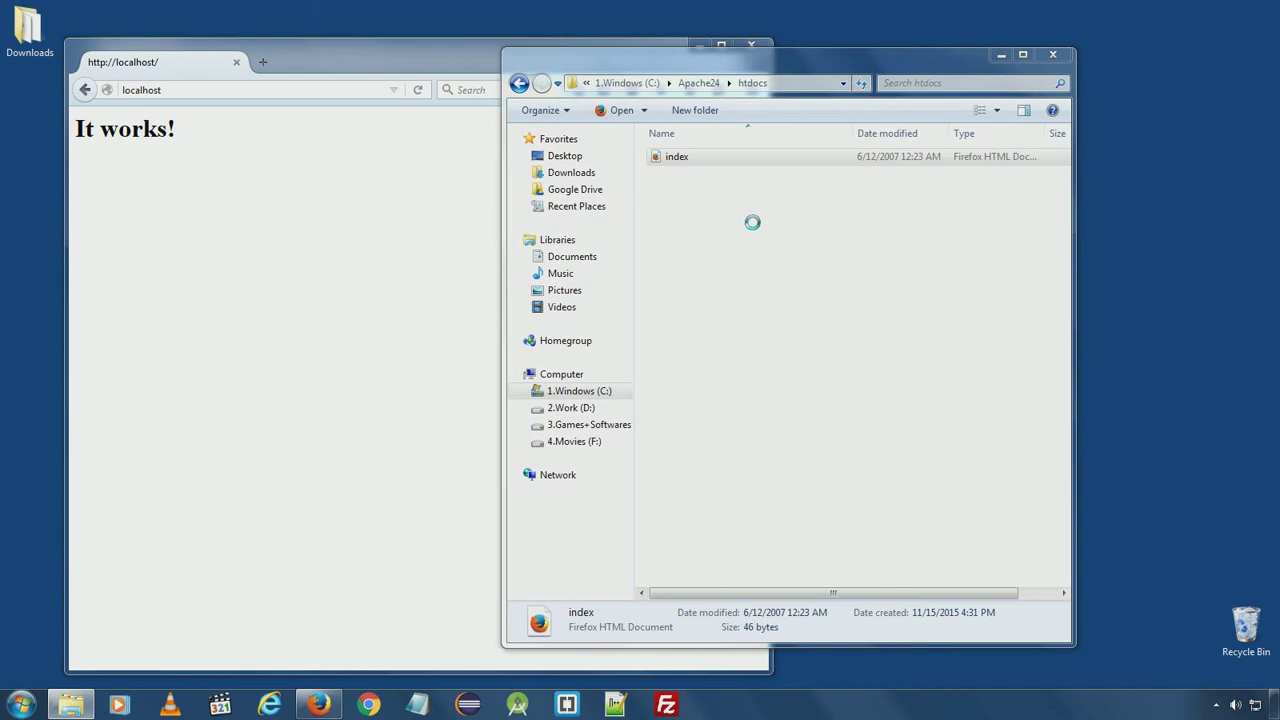 Downloads
http://localhost/
localhost
Search
It works!
1.Windows (C:)
Apache24
htdocs
Search htdocs
Organize
Open
New folder
Name
Date modified
Type
Size
index
6/12/2007 12:23 AM
Firefox HTML Doc...
Favorites
Desktop
Downloads
Google Drive
Recent Places
Libraries
Documents
Music
Pictures
Videos
Homegroup
Computer
1.Windows (C:)
2.Work (D:)
3.Games+Softwares
4.Movies (F:)
Network
index
Date modified: 6/12/2007 12:23 AM
Date created: 11/15/2015 4:31 PM
Firefox HTML Document
Size: 46 bytes
Recycle Bin
321
Fz